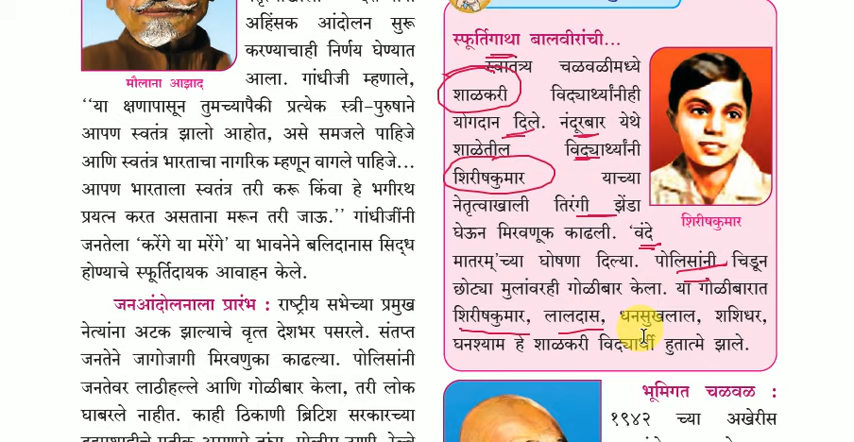 अहिंसक आंदोलन सुरू
करण्याचाही निर्णय घेण्यात
मौलाना आझाद
आला. गांधीजी म्हणाले,
‘‘या क्षणापासून तुमच्यापैकी प्रत्येक स्त्री-पुरुषाने
आपण स्वतंत्र झालो आहोत, असे समजले पाहिजे
आणि स्वतंत्र भारताचा नागरिक म्हणून वागले पाहिजे...
आपण भारताला स्वतंत्र तरी करू किंवा हे भगीरथ
प्रयत्न करत असताना मरून तरी जाऊ.’’ गांधीजींनी
जनतेला ‘करेंगे या मरेंगे’ या भावनेने बलिदानास सिद्ध
होण्याचे स्फूर्तिदायक आवाहन केले.
जनआंदोलनाला प्रारंभ : राष्ट्रीय सभेच्या प्रमुख
नेत्यांना अटक झाल्याचे वृत्त देशभर पसरले. संतप्त
जनतेने जागोजागी मिरवणुका काढल्या. पोलिसांनी
जनतेवर लाठीहल्ले आणि गोळीबार केला, तरी लोक
घाबरले नाहीत. काही ठिकाणी ब्रिटिश सरकारच्या
स्फूर्तिगाथा बालवीरांची...
स्वातंत्र्य चळवळीमध्ये
शाळकरी विद्यार्थ्यांनीही
योगदान दिले. नंदूरबार येथे
शाळेतील विद्यार्थ्यांनी
शिरीषकुमार याच्या
नेतृत्वाखाली तिरंगी झेंडा
घेऊन मिरवणूक काढली. ‘वंदे
मातरम्’च्या घोषणा दिल्या. पोलिसांनी चिडून
छोट्या मुलांवरही गोळीबार केला. या गोळीबारात
शिरीषकुमार, लालदास, धनसुखलाल, शशिधर,
घनश्याम हे शाळकरी विद्यार्थी हुतात्मे झाले.
शिरीषकुमार
भूमिगत चळवळ :
१९४२ च्या अखेरीस